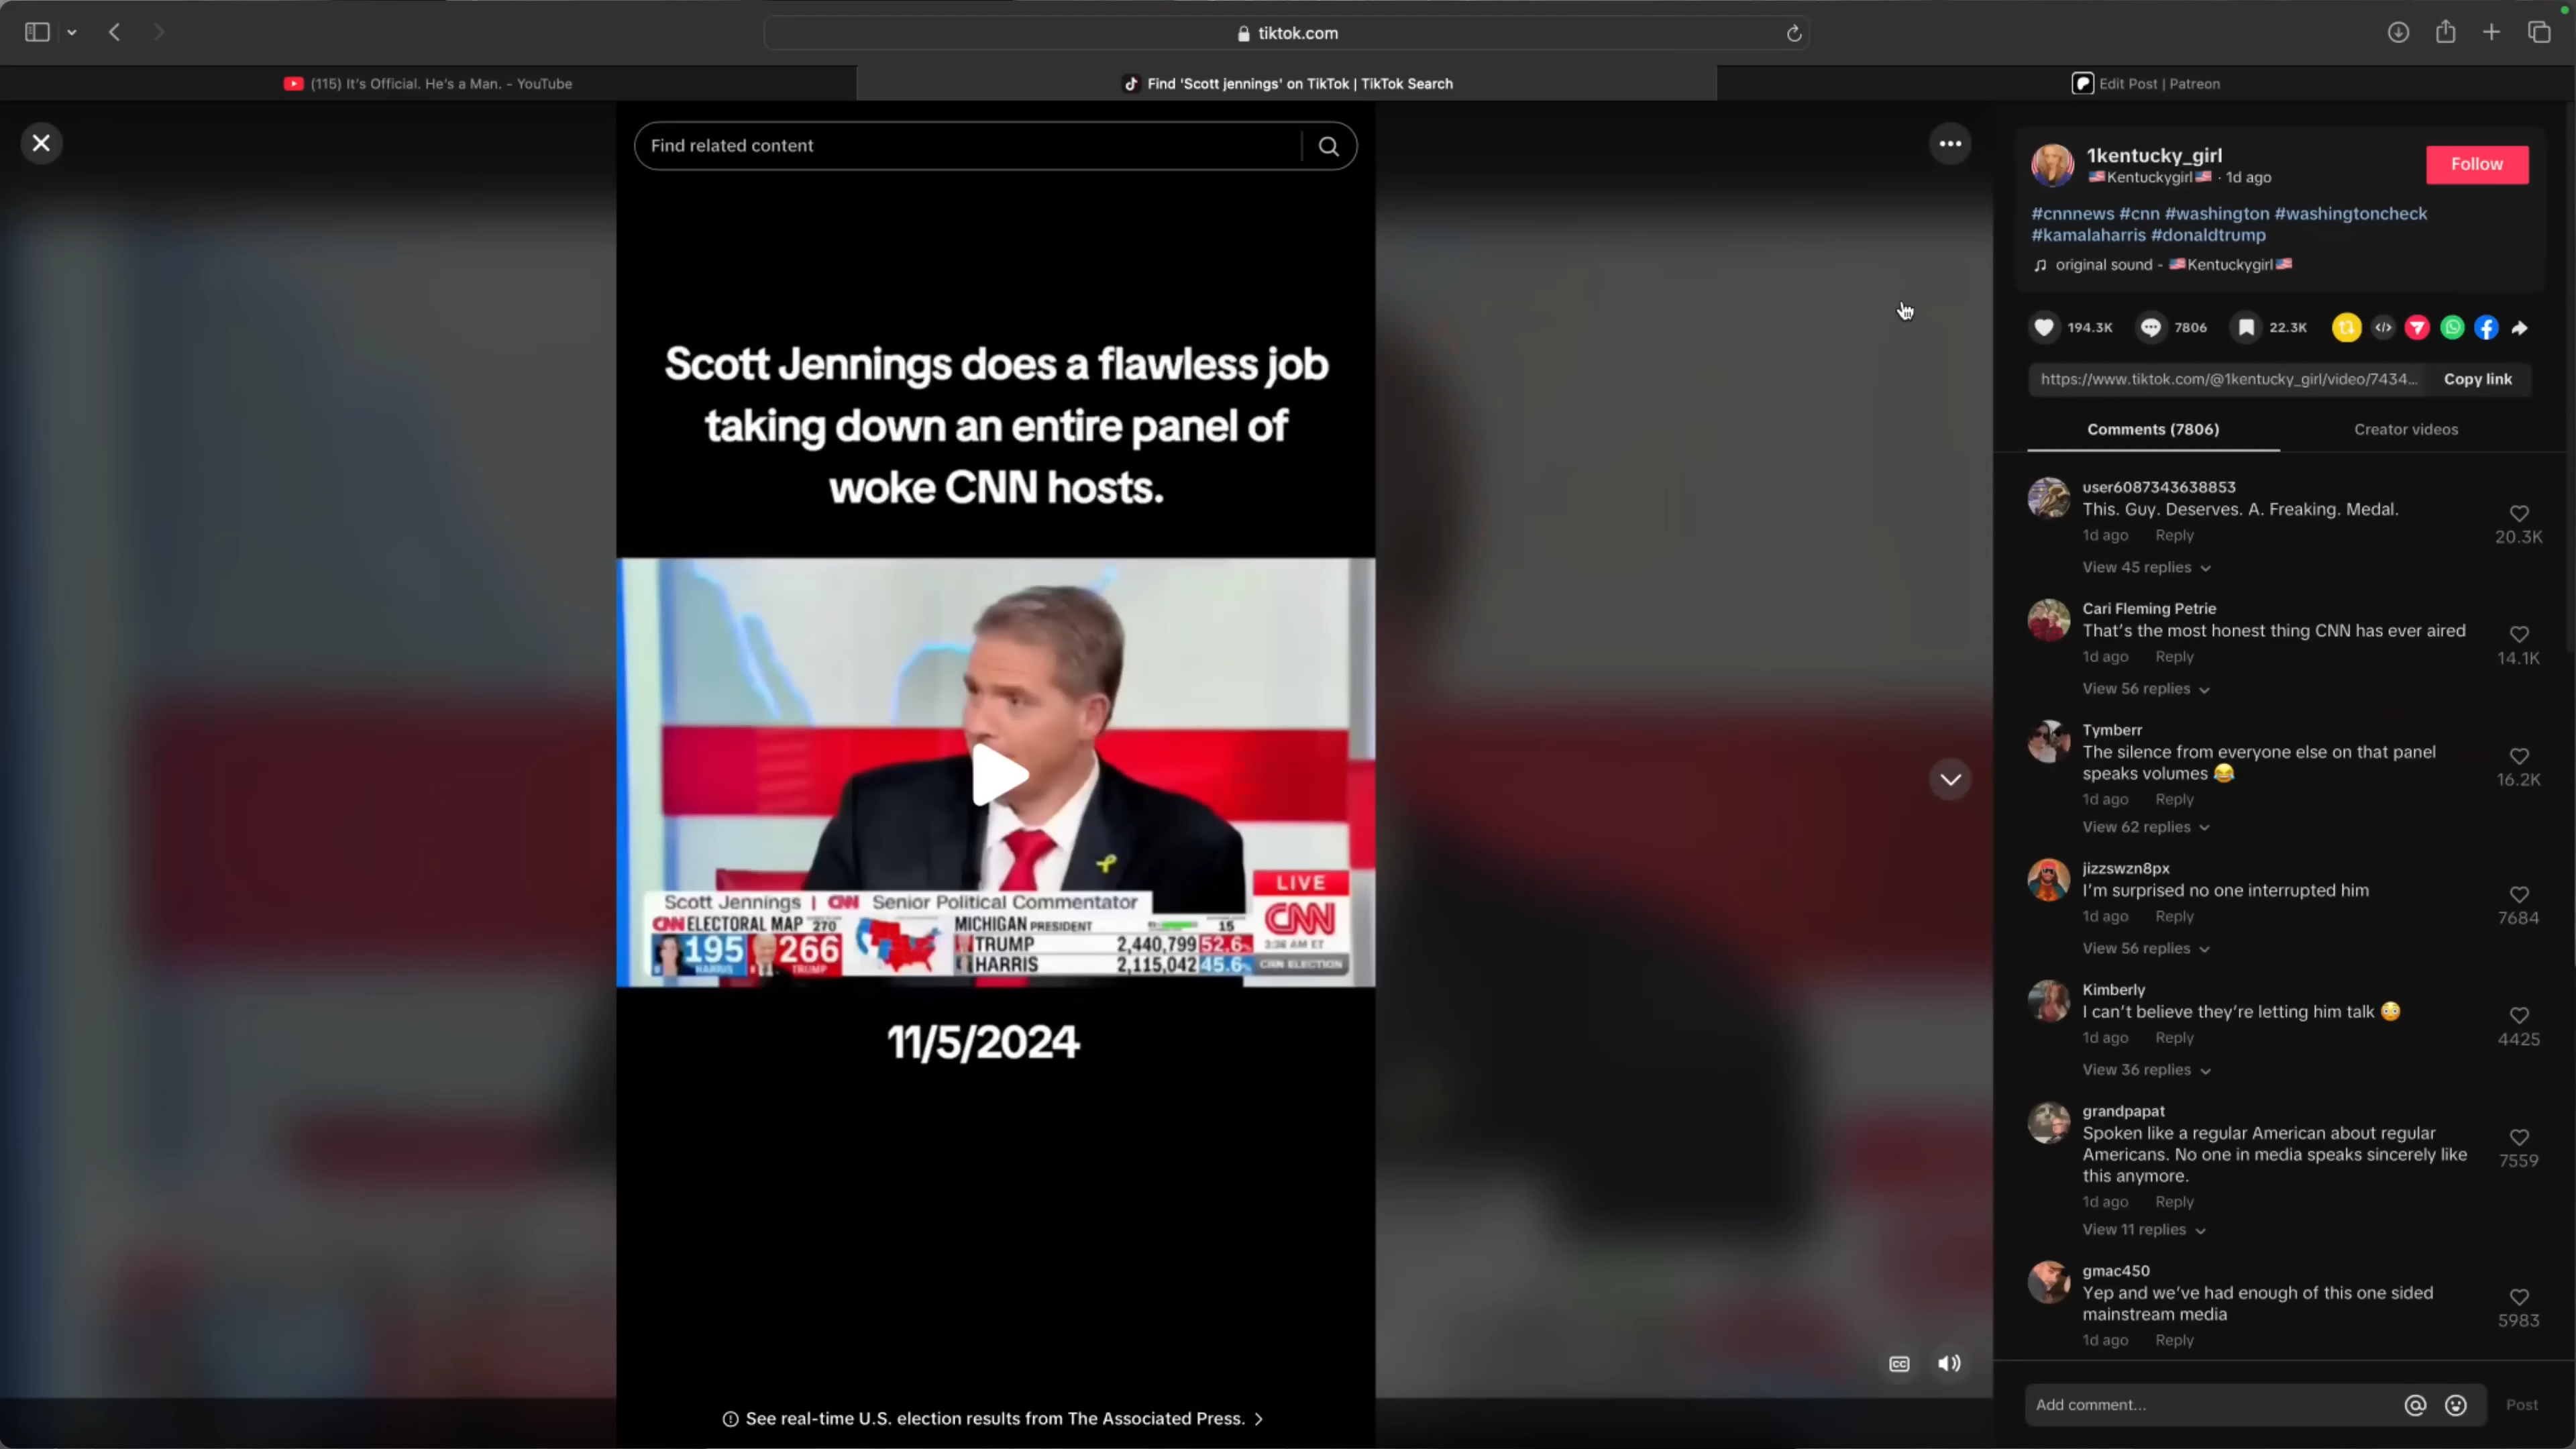 tiktok.com
(115) It's Official. He's a Man. - YouTube
Find 'Scott jennings' on TikTok | TikTok Search
Edit Post | Patreon
Find related content
Scott Jennings does a flawless job
taking down an entire panel of
woke CNN hosts.
Scott Jennings | CNN Senior Political Commentator
CNN ELECTORAL MAP 270
195 HARRIS
266 TRUMP
MICHIGAN PRESIDENT 15
TRUMP 2,440,799 52.6%
HARRIS 2,115,042 45.6%
LIVE
CNN
3:38 AM ET
CNN ELECTION
11/5/2024
See real-time U.S. election results from The Associated Press.
CC
1kentucky_girl
Kentuckygirl · 1d ago
Follow
#cnnnews #cnn #washington #washingtoncheck
#kamalaharris #donaldtrump
original sound - Kentuckygirl
194.3K 7806 22.3K
https://www.tiktok.com/@1kentucky_girl/video/7434...
Copy link
Comments (7806)
Creator videos
user6087343638853
This. Guy. Deserves. A. Freaking. Medal.
1d ago Reply
20.3K
View 45 replies
Cari Fleming Petrie
That's the most honest thing CNN has ever aired
1d ago Reply
14.1K
View 56 replies
Tymberr
The silence from everyone else on that panel
speaks volumes 😂
1d ago Reply
16.2K
View 62 replies
jizzswzn8px
I'm surprised no one interrupted him
1d ago Reply
7684
View 56 replies
Kimberly
I can't believe they're letting him talk 😳
1d ago Reply
4425
View 36 replies
grandpapat
Spoken like a regular American about regular
Americans. No one in media speaks sincerely like
this anymore.
7559
1d ago Reply
View 11 replies
gmac450
Yep and we've had enough of this one sided
mainstream media
5983
1d ago Reply
Add comment...
Post